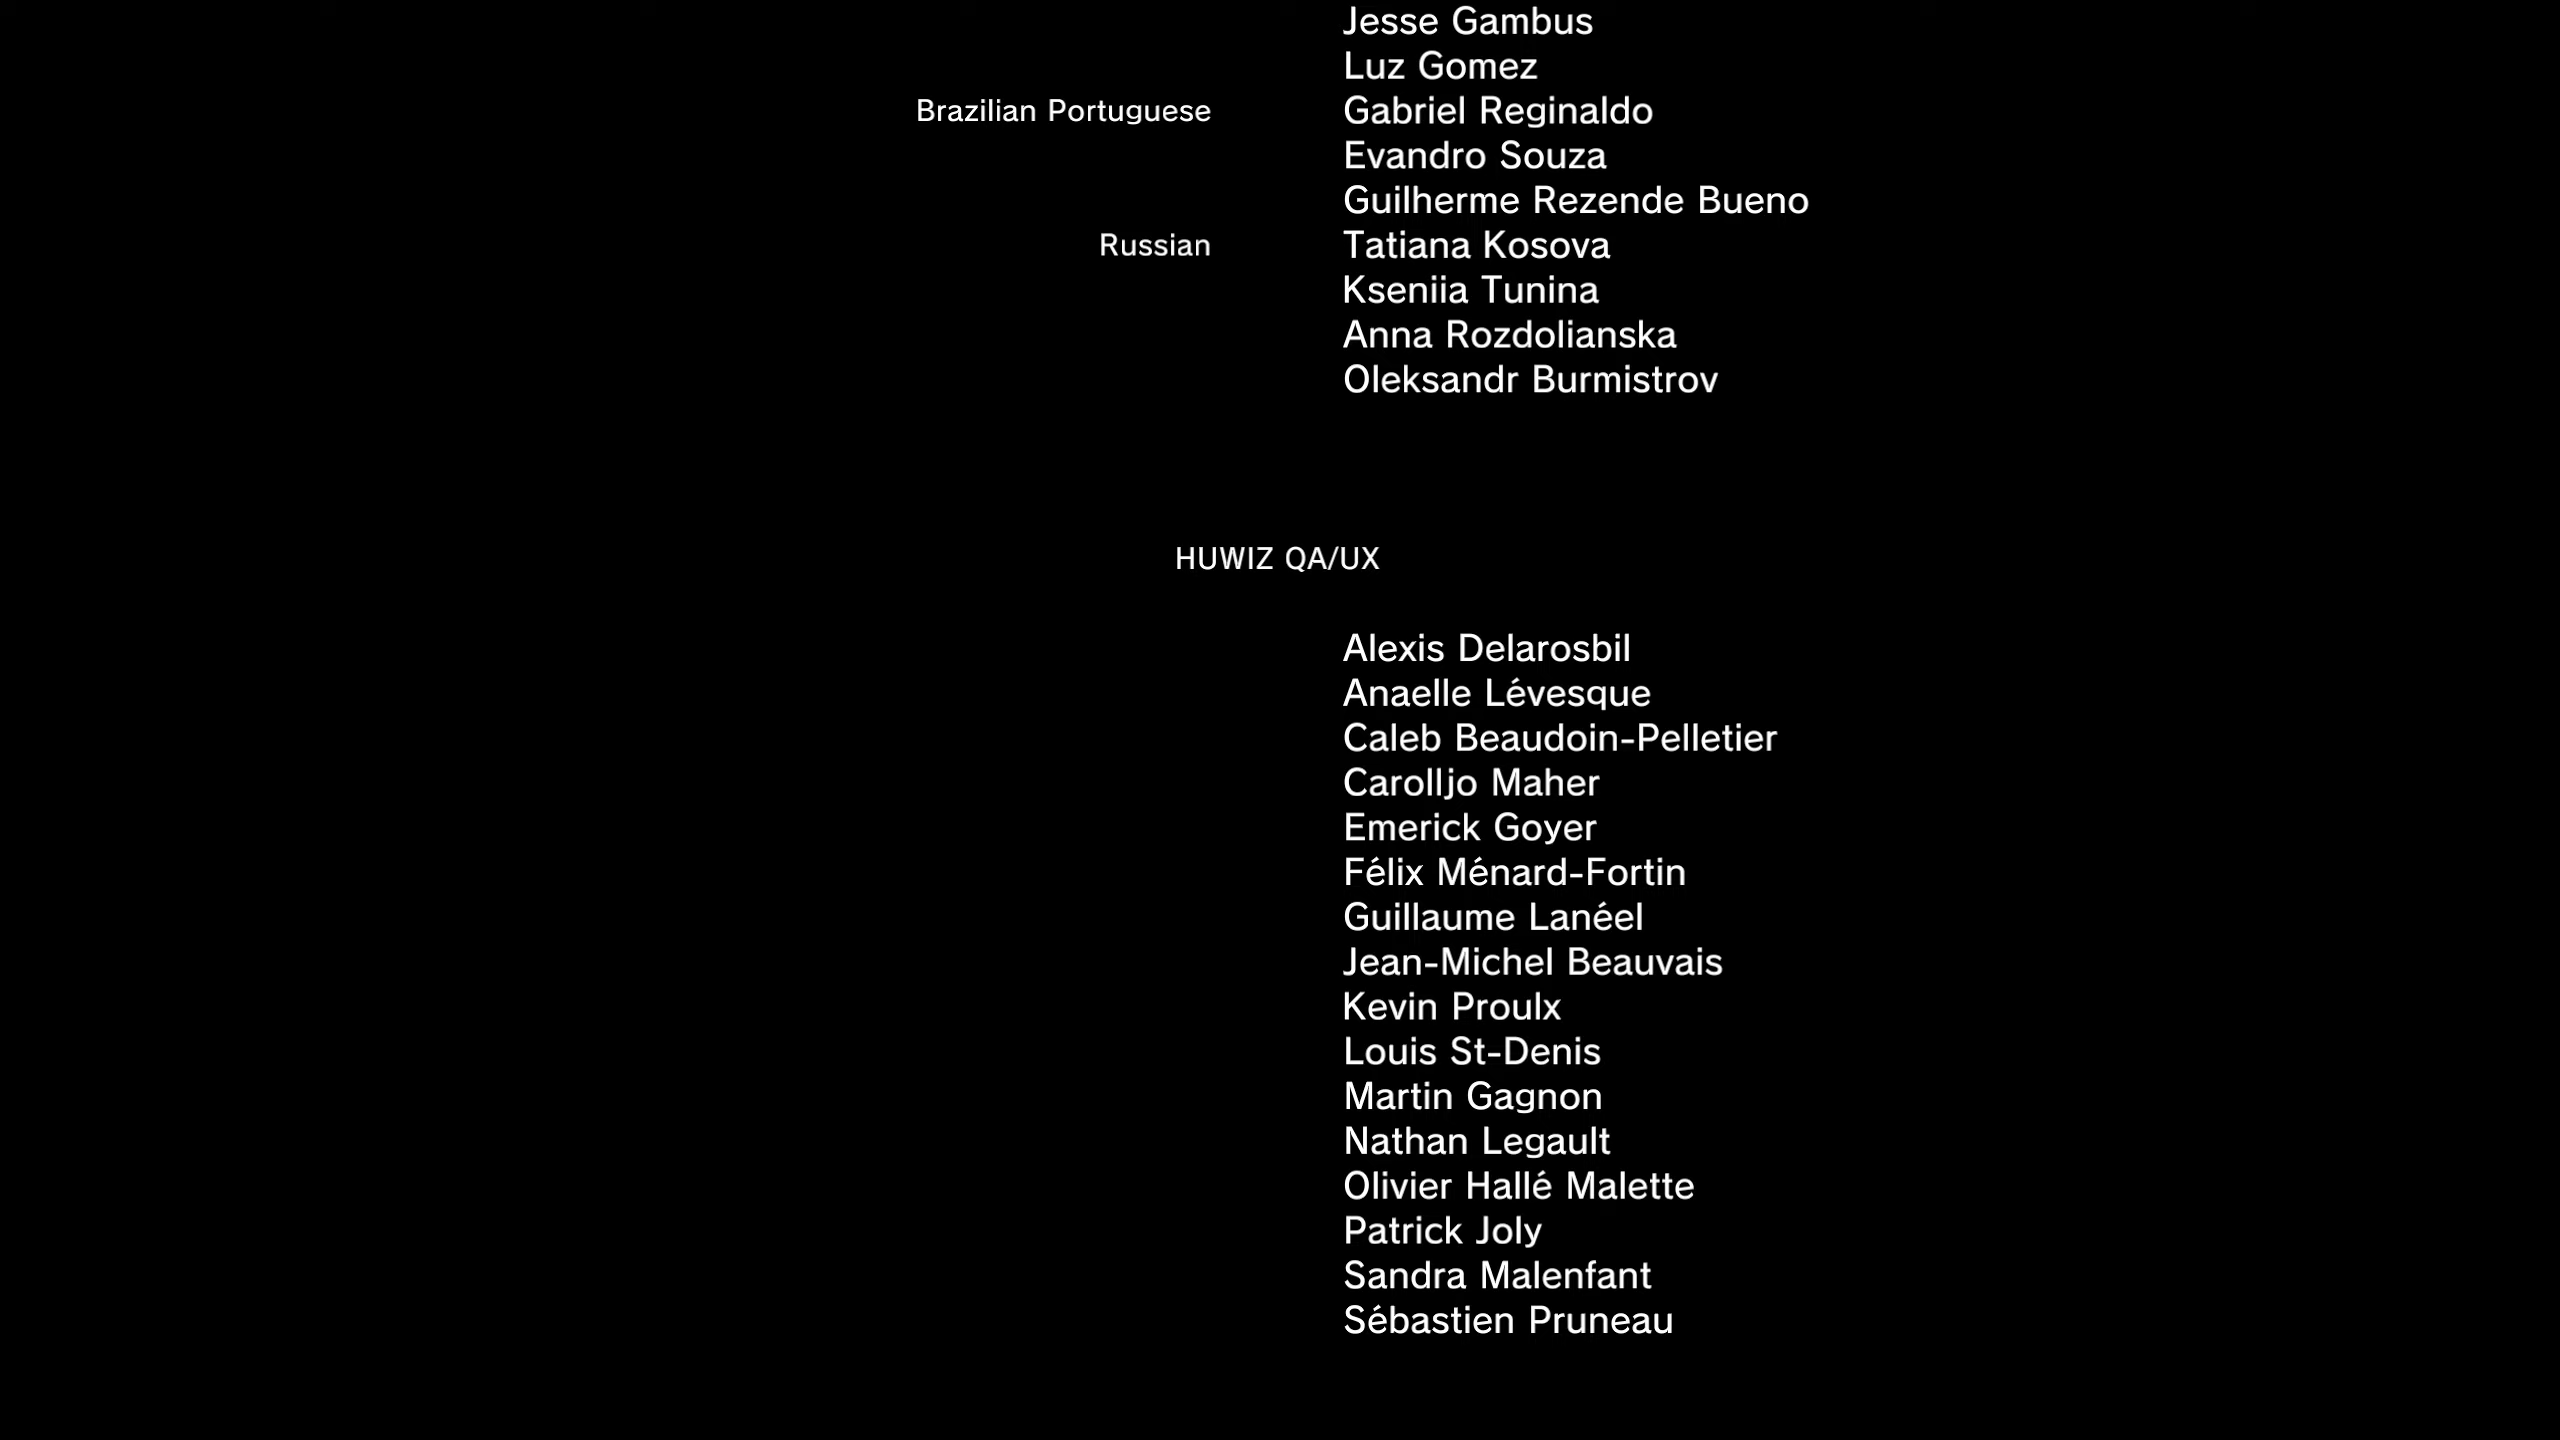 Jesse Gambus
Luz Gomez
Brazilian Portuguese Gabriel Reginaldo
Evandro Souza
Guilherme Rezende Bueno
Russian Tatiana Kosova
Kseniia Tunina
Anna Rozdolianska
Oleksandr Burmistrov
HUWIZ QA/UX
Alexis Delarosbil
Anaelle Lévesque
Caleb Beaudoin-Pelletier
Carolljo Maher
Emerick Goyer
Félix Ménard-Fortin
Guillaume Lanéel
Jean-Michel Beauvais
Kevin Proulx
Louis St-Denis
Martin Gagnon
Nathan Legault
Olivier Hallé Malette
Patrick Joly
Sandra Malenfant
Sébastien Pruneau